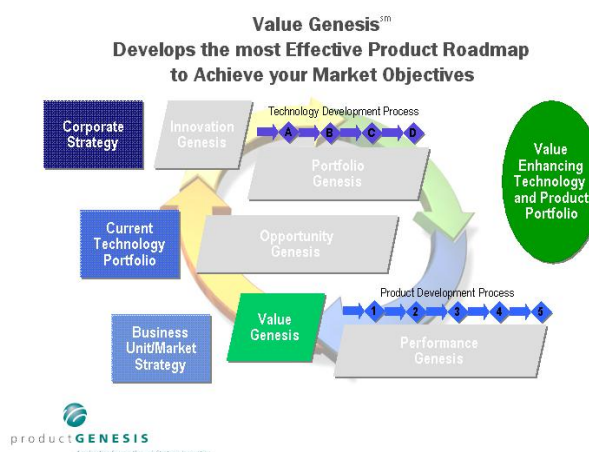 Value Genesis℠
Develops the most Effective Product Roadmap
to Achieve your Market Objectives
Technology Development Process
A B C D
Corporate
Strategy
Innovation
Genesis
Portfolio
Genesis
Value
Enhancing
Technology
and Product
Portfolio
Current
Technology
Portfolio
Opportunity
Genesis
Product Development Process
1 2 3 4 5
Value
Genesis
Business
Unit/Market
Strategy
Performance
Genesis
productGENESIS